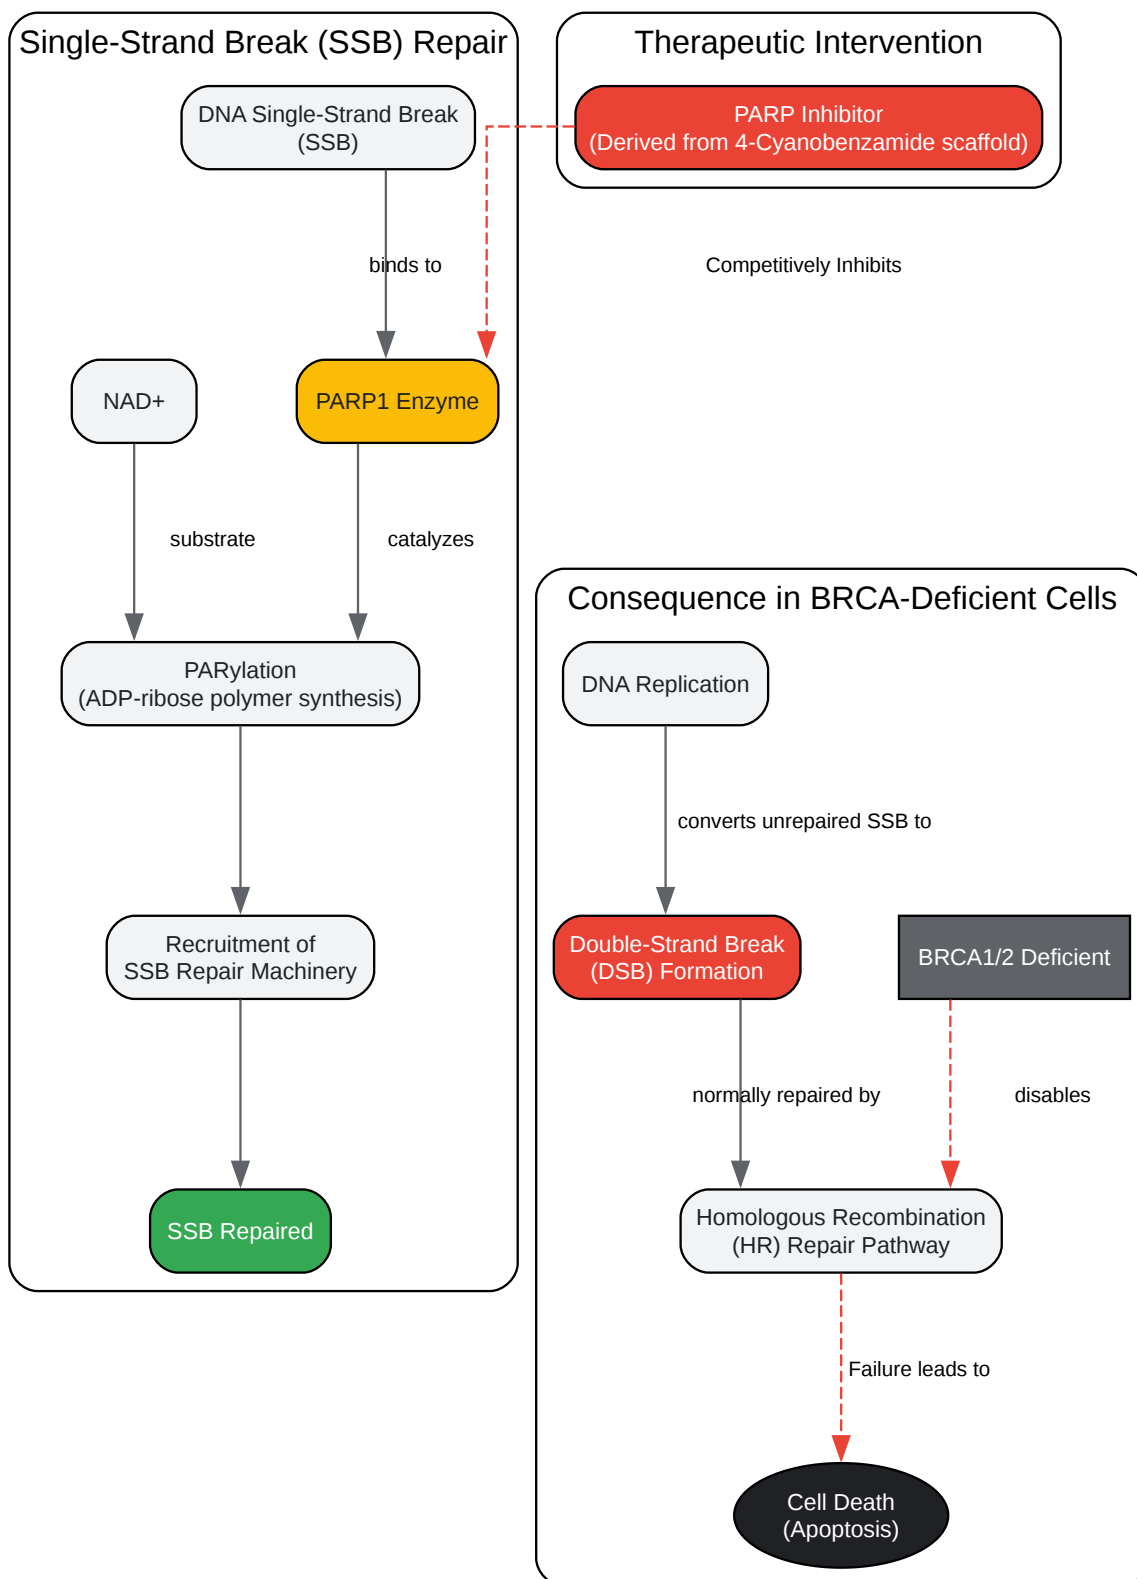 Single-Strand Break (SSB) Repair
DNA Single-Strand Break
(SSB)
binds to
NAD+
PARP1 Enzyme
substrate
catalyzes
PARylation
(ADP-ribose polymer synthesis)
Recruitment of
SSB Repair Machinery
SSB Repaired
Therapeutic Intervention
PARP Inhibitor
(Derived from 4-Cyanobenzamide scaffold)
Competitively Inhibits
Consequence in BRCA-Deficient Cells
DNA Replication
converts unrepaired SSB to
Double-Strand Break
(DSB) Formation
BRCA1/2 Deficient
normally repaired by
disables
Homologous Recombination
(HR) Repair Pathway
Failure leads to
Cell Death
(Apoptosis)